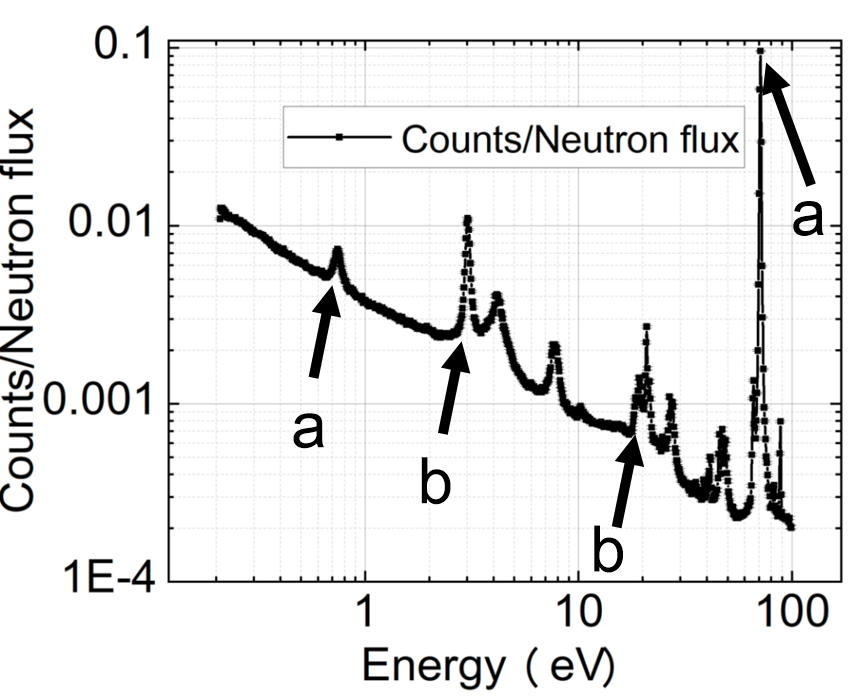 0.1
0.01
0.001
1E-4
Counts/Neutron flux
Counts/Neutron flux
a
a
b
b
1
10
100
Energy ( eV)